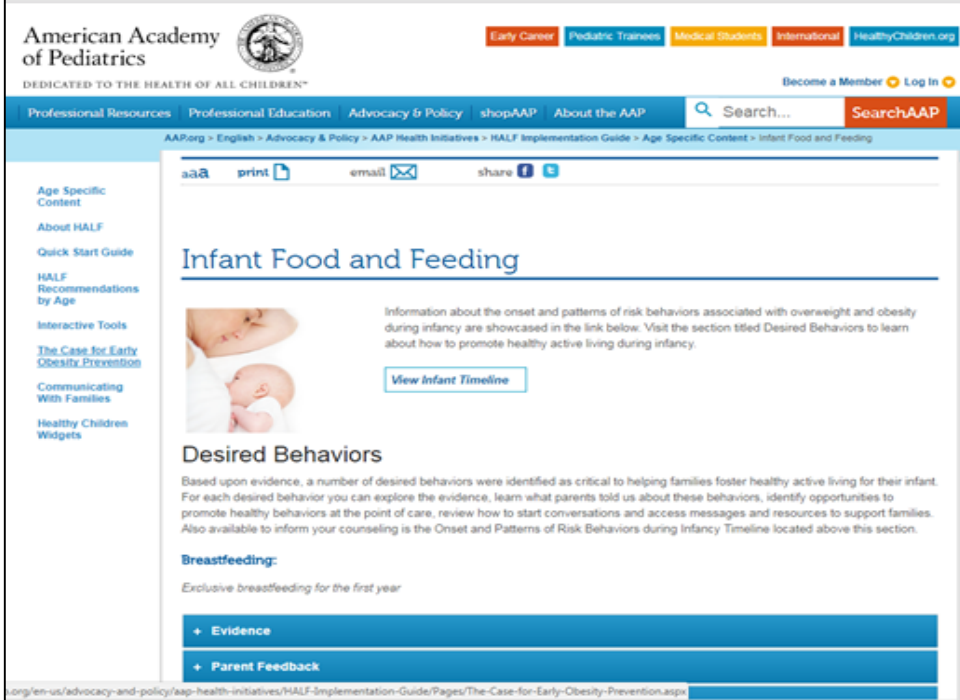 American Academy
of Pediatrics
DEDICATED TO THE HEALTH OF ALL CHILDREN™
Early Career Pediatric Trainees Medical Students International HealthyChildren.org
Become a Member Log In
Professional Resources Professional Education Advocacy & Policy shopAAP About the AAP Search... SearchAAP
AAP.org > English > Advocacy & Policy > AAP Health Initiatives > HALF Implementation Guide > Age Specific Content > Infant Food and Feeding
aaa print email share
Age Specific
Content
About HALF
Quick Start Guide
HALF
Recommendations
by Age
Interactive Tools
The Case for Early
Obesity Prevention
Communicating
With Families
Healthy Children
Widgets
Infant Food and Feeding
Information about the onset and patterns of risk behaviors associated with overweight and obesity
during infancy are showcased in the link below. Visit the section titled Desired Behaviors to learn
about how to promote healthy active living during infancy.
View Infant Timeline
Desired Behaviors
Based upon evidence, a number of desired behaviors were identified as critical to helping families foster healthy active living for their infant.
For each desired behavior you can explore the evidence, learn what parents told us about these behaviors, identify opportunities to
promote healthy behaviors at the point of care, review how to start conversations and access messages and resources to support families.
Also available to inform your counseling is the Onset and Patterns of Risk Behaviors during Infancy Timeline located above this section.
Breastfeeding:
Exclusive breastfeeding for the first year
+ Evidence
+ Parent Feedback
.org/en-us/advocacy-and-policy/aap-health-initiatives/HALF-Implementation-Guide/Pages/The-Case-for-Early-Obesity-Prevention.aspx